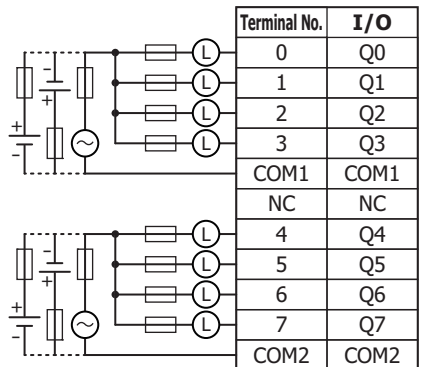 Terminal No. I/O
L 0 Q0
L 1 Q1
L 2 Q2
L 3 Q3
COM1 COM1
NC NC
L 4 Q4
L 5 Q5
L 6 Q6
L 7 Q7
COM2 COM2